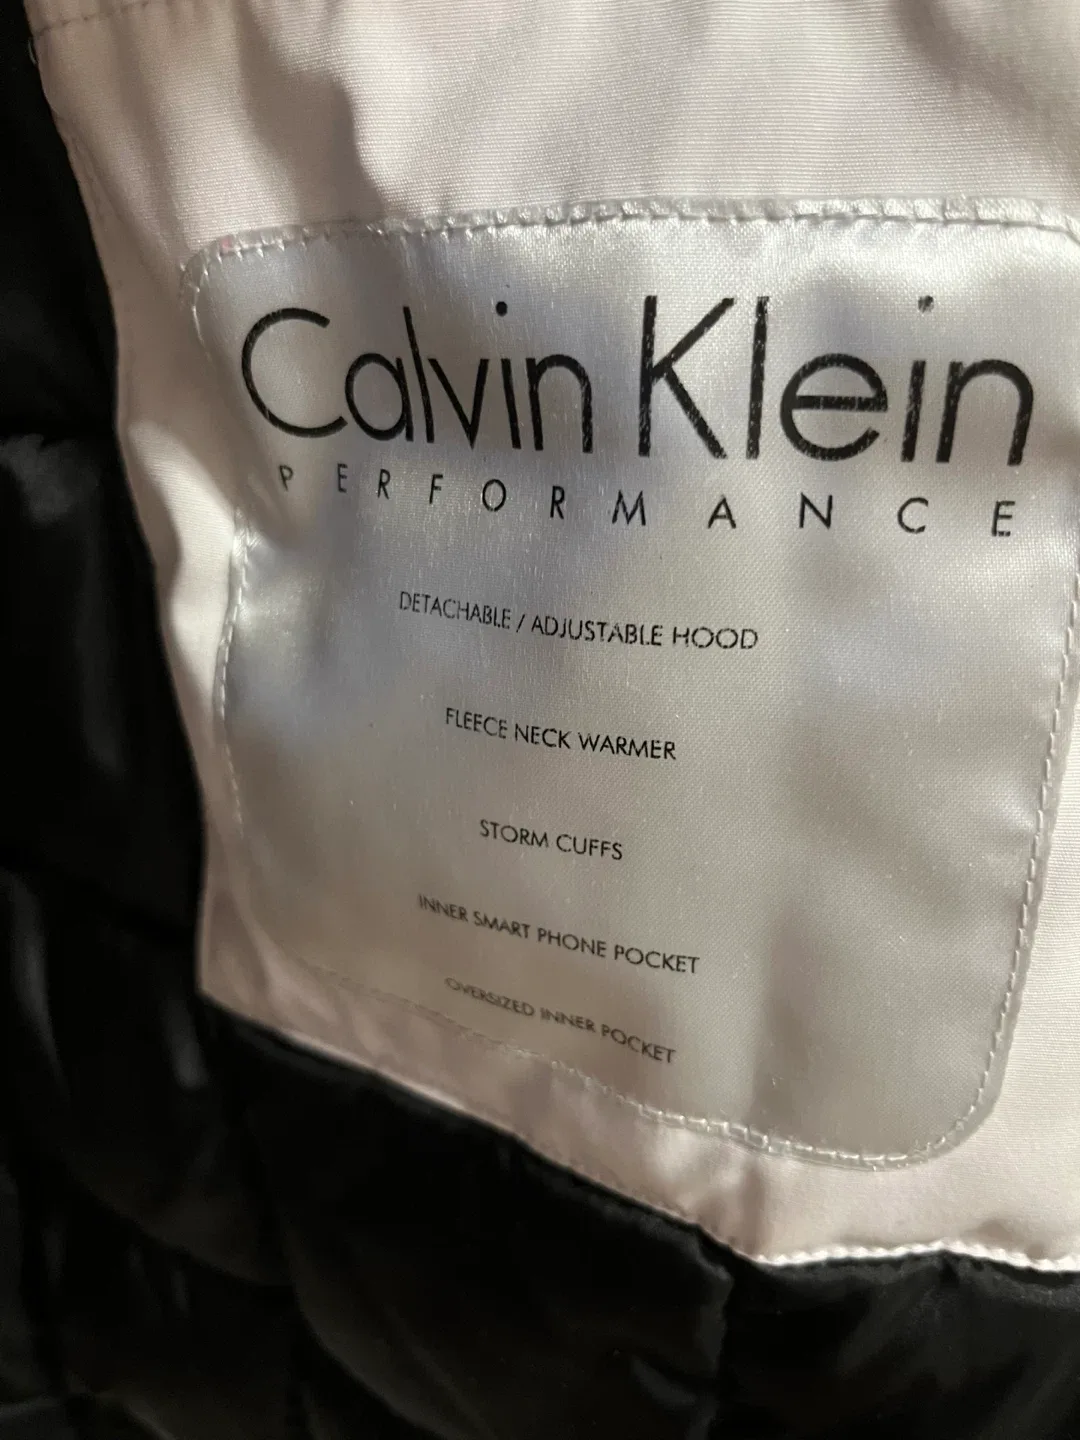 Calvin Klein
PERFORMANCE
DETACHABLE / ADJUSTABLE HOOD
FLEECE NECK WARMER
STORM CUFFS
INNER SMART PHONE POCKET
OVERSIZED INNER POCKET